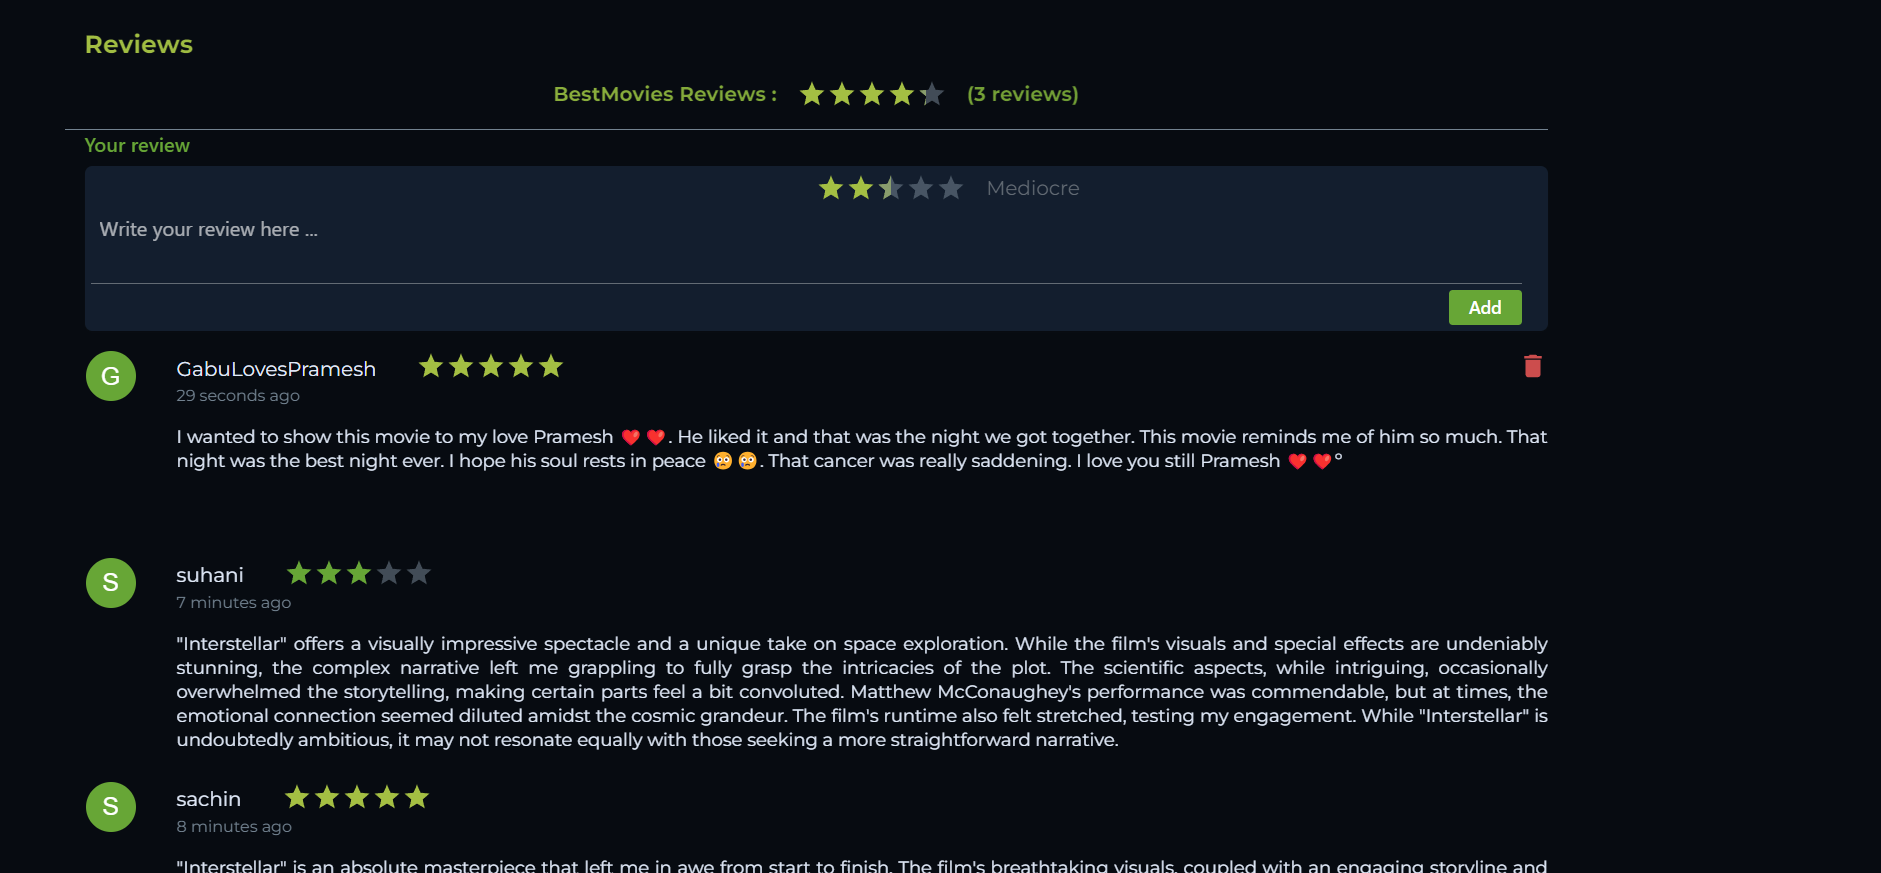 Reviews
BestMovies Reviews : (3 reviews)
Your review
Mediocre
Write your review here ...
Add
G
GabuLovesPramesh
29 seconds ago
I wanted to show this movie to my love Pramesh ❤️ ❤️. He liked it and that was the night we got together. This movie reminds me of him so much. That
night was the best night ever. I hope his soul rests in peace 😳 😳. That cancer was really saddening. I love you still Pramesh ❤️ ❤️°
S
suhani
7 minutes ago
"Interstellar" offers a visually impressive spectacle and a unique take on space exploration. While the film's visuals and special effects are undeniably
stunning, the complex narrative left me grappling to fully grasp the intricacies of the plot. The scientific aspects, while intriguing, occasionally
overwhelmed the storytelling, making certain parts feel a bit convoluted. Matthew McConaughey's performance was commendable, but at times, the
emotional connection seemed diluted amidst the cosmic grandeur. The film's runtime also felt stretched, testing my engagement. While "Interstellar" is
undoubtedly ambitious, it may not resonate equally with those seeking a more straightforward narrative.
S
sachin
8 minutes ago
"Interstellar" is an absolute masterpiece that left me in awe from start to finish. The film's breathtaking visuals, coupled with an engaging storyline and